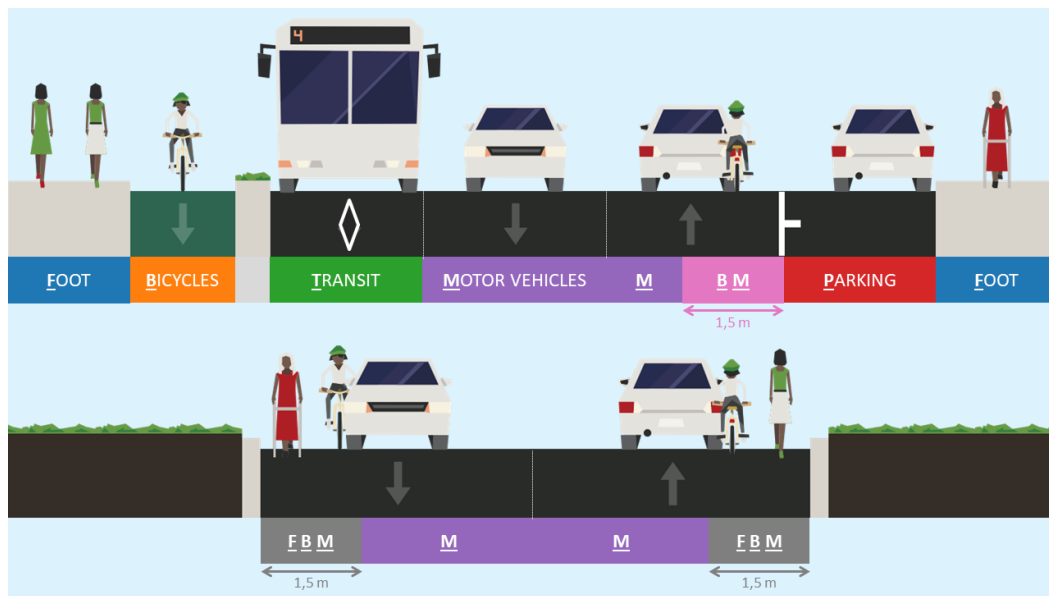 4
FOOT
BICYCLES
TRANSIT
MOTOR VEHICLES
M
B M
PARKING
FOOT
1,5 m
F B M
M
M
F B M
1,5 m
1,5 m